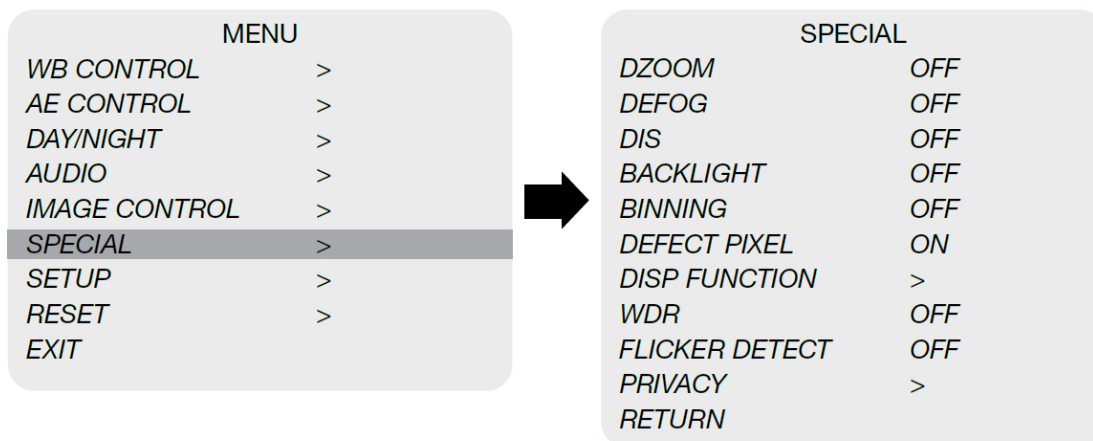 MENU
WB CONTROL >
AE CONTROL >
DAY/NIGHT >
AUDIO >
IMAGE CONTROL >
SPECIAL >
SETUP >
RESET >
EXIT
SPECIAL
DZOOM OFF
DEFOG OFF
DIS OFF
BACKLIGHT OFF
BINNING OFF
DEFECT PIXEL ON
DISP FUNCTION >
WDR OFF
FLICKER DETECT OFF
PRIVACY >
RETURN